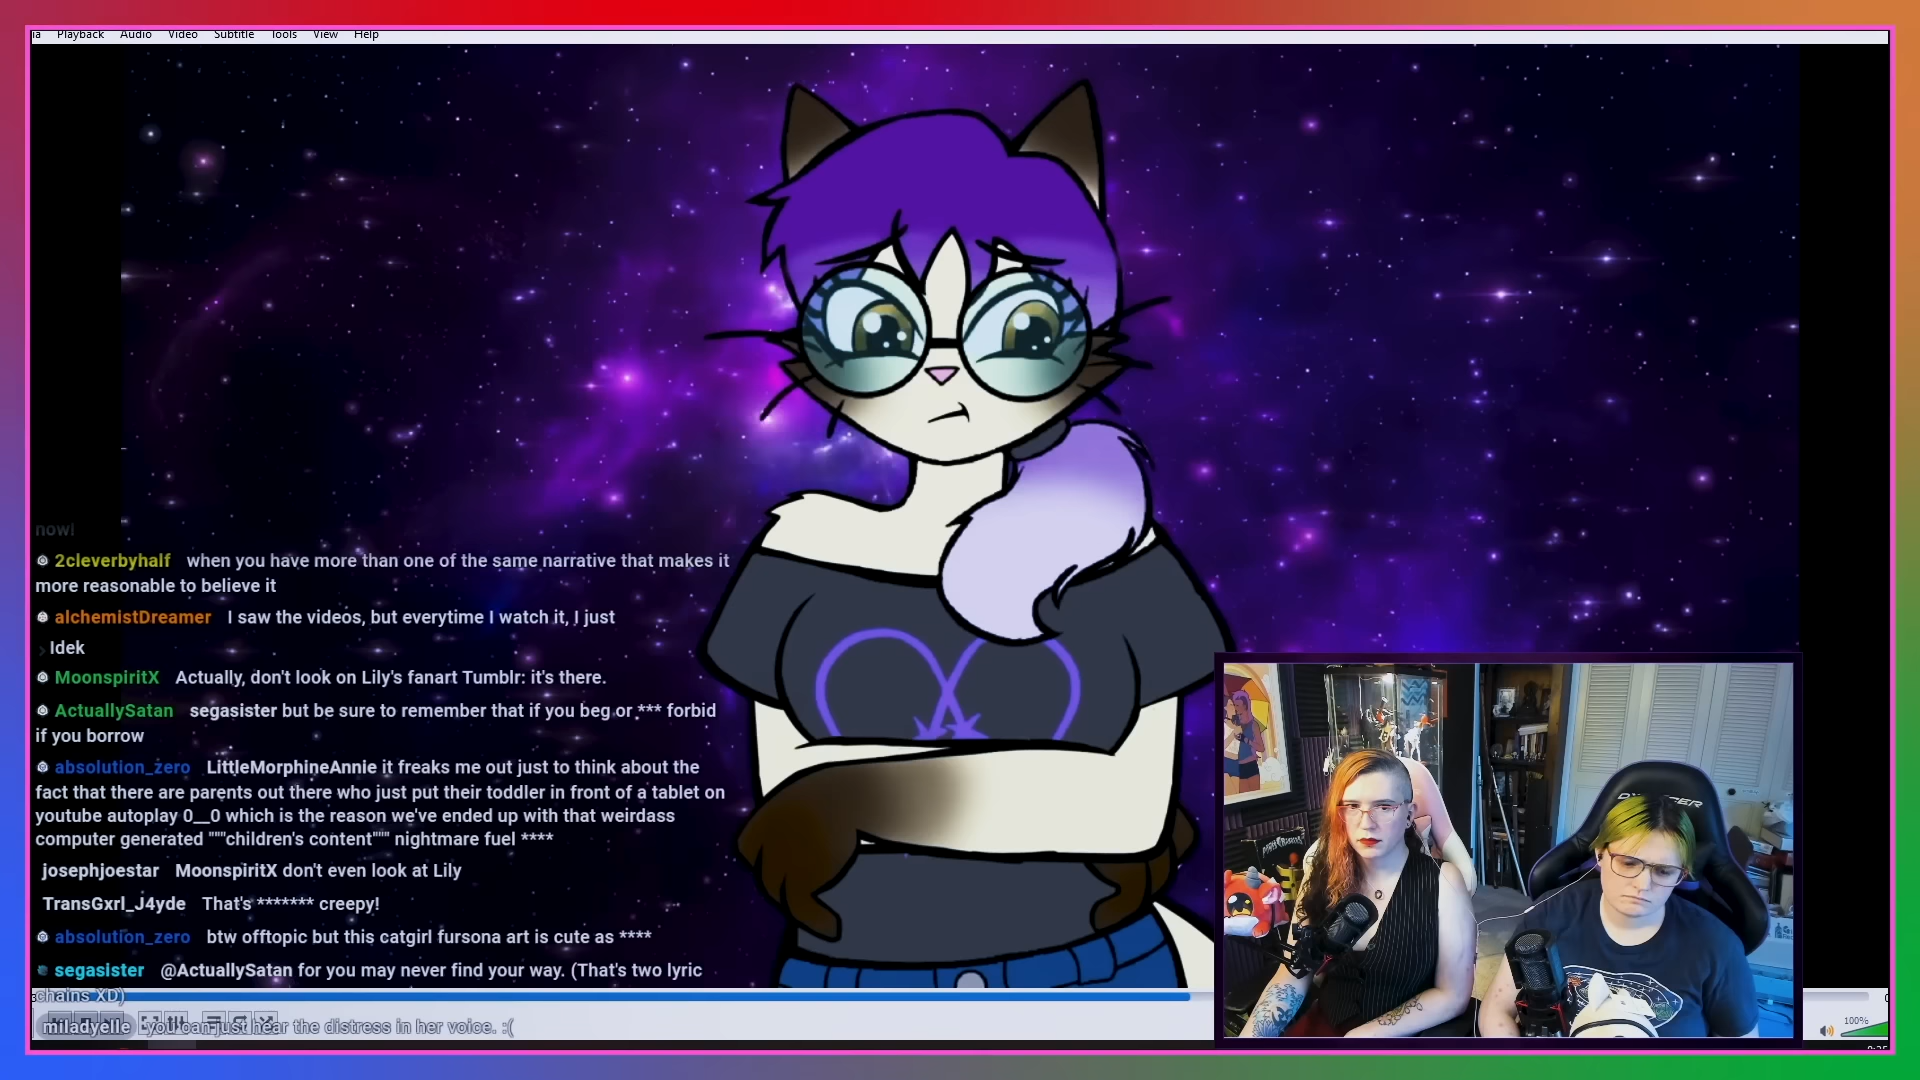 ia Playback Audio Video Subtitle Tools View Help
now!
2cleverbyhalf when you have more than one of the same narrative that makes it
more reasonable to believe it
alchemistDreamer I saw the videos, but everytime I watch it, I just
Idek
MoonspiritX Actually, don't look on Lily's fanart Tumblr: it's there.
ActuallySatan segasister but be sure to remember that if you beg or *** forbid
if you borrow
absolution_zero LittleMorphineAnnie it freaks me out just to think about the
fact that there are parents out there who just put their toddler in front of a tablet on
youtube autoplay 0__0 which is the reason we've ended up with that weirdass
computer generated """children's content""" nightmare fuel ****
josephjoestar MoonspiritX don't even look at Lily
TransGxrl_J4yde That's ******* creepy!
absolution_zero btw offtopic but this catgirl fursona art is cute as ****
segasister @ActuallySatan for you may never find your way. (That's two lyric
chains XD)
miladyelle you can just hear the distress in her voice. :(
100%